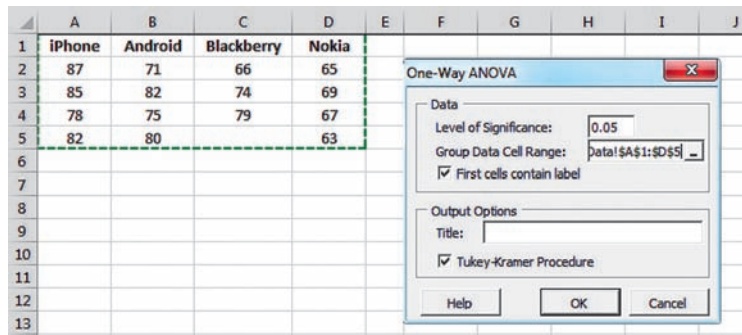 A B C D E F G H I J
1 iPhone Android Blackberry Nokia
2 87 71 66 65
3 85 82 74 69
4 78 75 79 67
5 82 80 63
6
7
8
9
10
11
12
13
One-Way ANOVA
Data
Level of Significance: 0.05
Group Data Cell Range: Data!$A$1:$D$5
First cells contain label
Output Options
Title:
Tukey-Kramer Procedure
Help OK Cancel